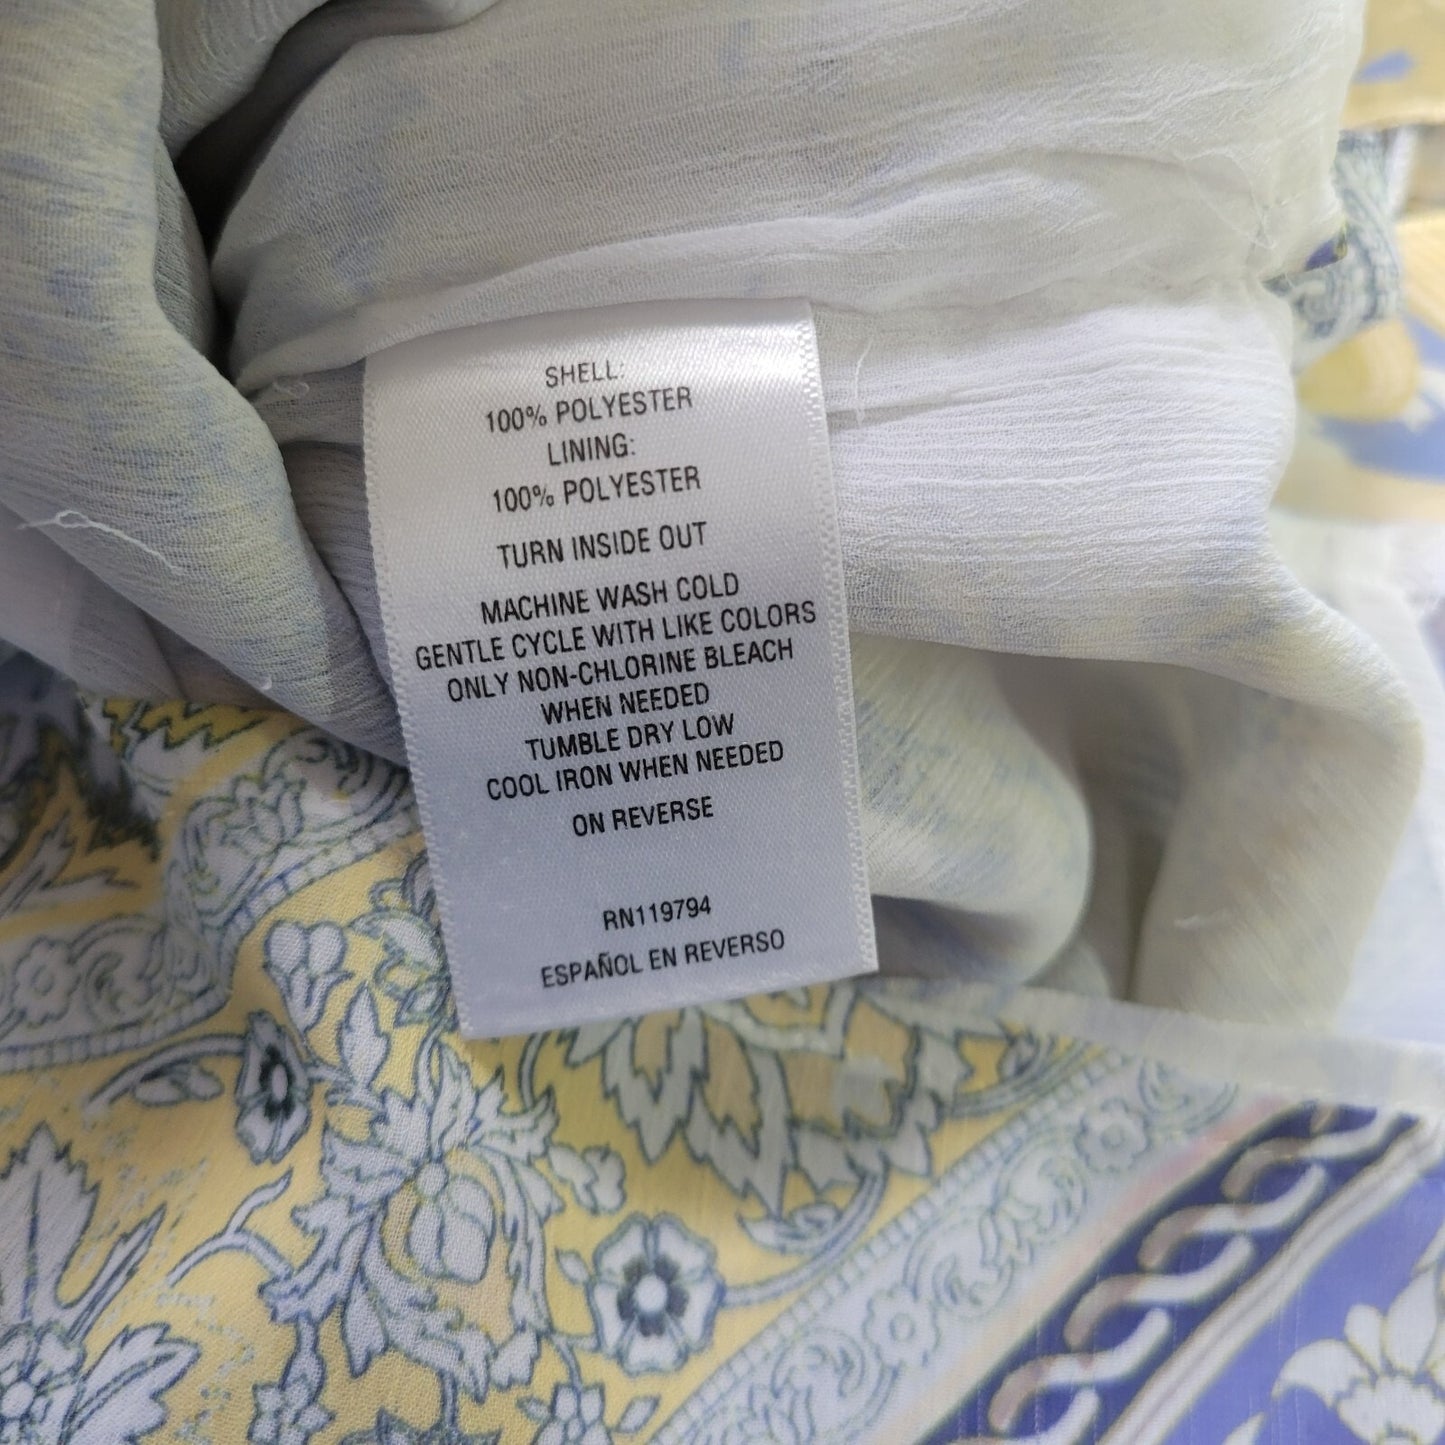 SHELL:
100% POLYESTER
LINING:
100% POLYESTER
TURN INSIDE OUT
MACHINE WASH COLD
GENTLE CYCLE WITH LIKE COLORS
ONLY NON-CHLORINE BLEACH
WHEN NEEDED
TUMBLE DRY LOW
COOL IRON WHEN NEEDED
ON REVERSE
RN119794
ESPAÑOL EN REVERSO